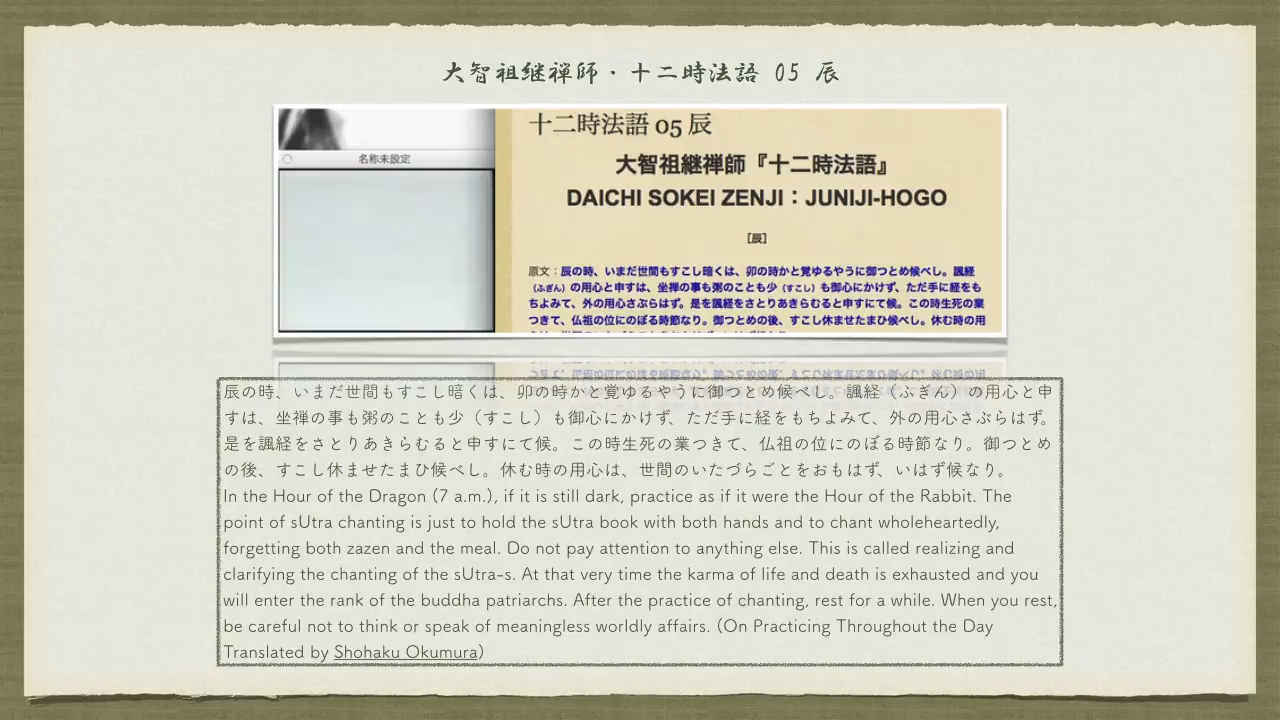 大智祖继禅師・十二時法語 05 辰
十二時法語 05 辰
名称未設定
大智祖継禅師『十二時法語』
DAICHI SOKEI ZENJI：JUNIJI-HOGO
［辰］
原文：辰の時、いまだ世間もすこし暗くは、卯の時かと覚ゆるやうに御つとめ候べし。諷経
（ふぎん）の用心と申すは、坐禅の事も粥のことも少（すこし）も御心にかけず、ただ手に経をも
ちよみて、外の用心さぶらはず。是を諷経をさとりあきらむると申すにて候。この時生死の業
つきて、仏祖の位にのぼる時節なり。御つとめの後、すこし休ませたまひ候べし。休む時の用
辰の時、いまだ世間もすこし暗くは、卯の時かと覚ゆるやうに御つとめ候べし。諷経（ふぎん）の用心と申
すは、坐禅の事も粥のことも少（すこし）も御心にかけず、ただ手に経をもちよみて、外の用心さぶらはず。
是を諷経をさとりあきらむると申すにて候。この時生死の業つきて、仏祖の位にのぼる時節なり。御つとめ
の後、すこし休ませたまひ候べし。休む時の用心は、世間のいたづらごとをおもはず、いはず候なり。
In the Hour of the Dragon (7 a.m.), if it is still dark, practice as if it were the Hour of the Rabbit. The
point of sUtra chanting is just to hold the sUtra book with both hands and to chant wholeheartedly,
forgetting both zazen and the meal. Do not pay attention to anything else. This is called realizing and
clarifying the chanting of the sUtra-s. At that very time the karma of life and death is exhausted and you
will enter the rank of the buddha patriarchs. After the practice of chanting, rest for a while. When you rest,
be careful not to think or speak of meaningless worldly affairs. (On Practicing Throughout the Day
Translated by Shohaku Okumura)